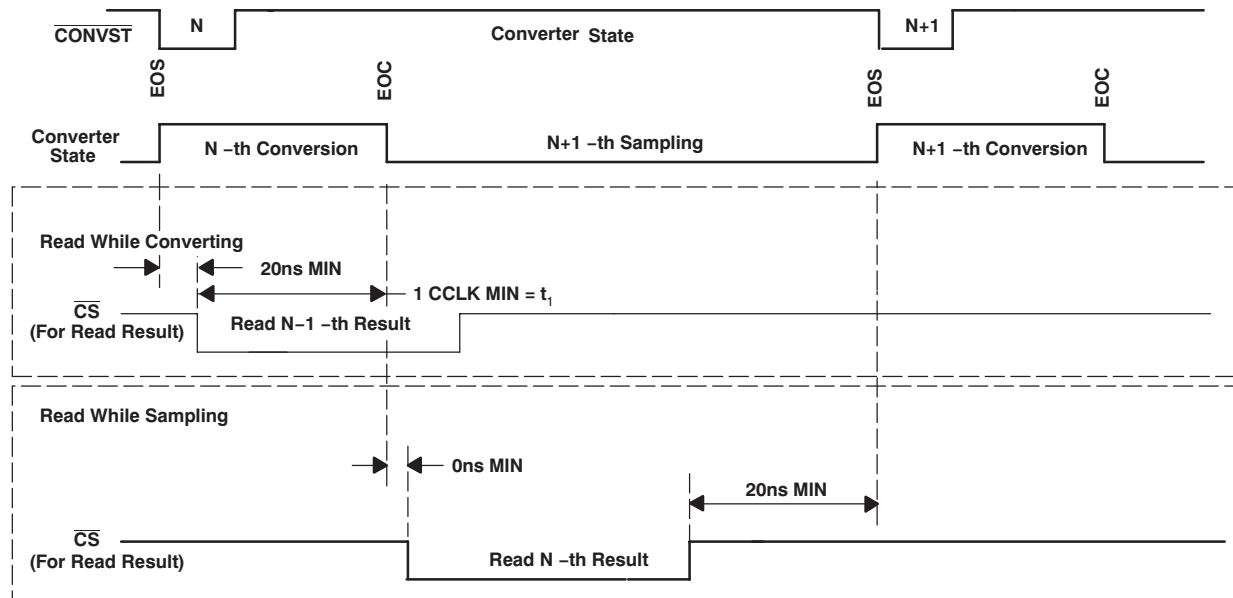 CONVST
N
Converter State
N+1
EOS
EOC
EOS
EOC
Converter
State
N −th Conversion
N+1 −th Sampling
N+1 −th Conversion
Read While Converting
20ns MIN
1 CCLK MIN = t1
CS
(For Read Result)
Read N−1 −th Result
Read While Sampling
0ns MIN
20ns MIN
CS
(For Read Result)
Read N −th Result